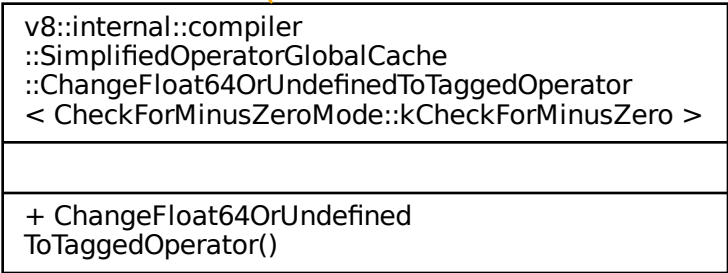 v8::internal::compiler
::SimplifiedOperatorGlobalCache
::ChangeFloat64OrUndefinedToTaggedOperator
< CheckForMinusZeroMode::kCheckForMinusZero >
+ ChangeFloat64OrUndefined
ToTaggedOperator()